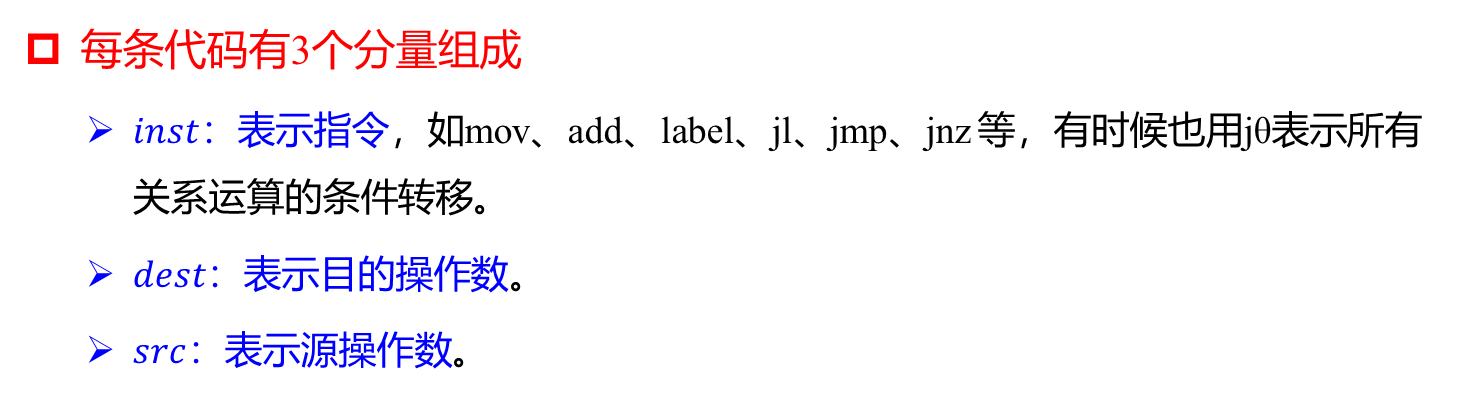 每条代码有3个分量组成
inst：表示指令，如mov、add、label、jl、jmp、jnz等，有时候也用jθ表示所有
关系运算的条件转移。
dest：表示目的操作数。
src：表示源操作数。